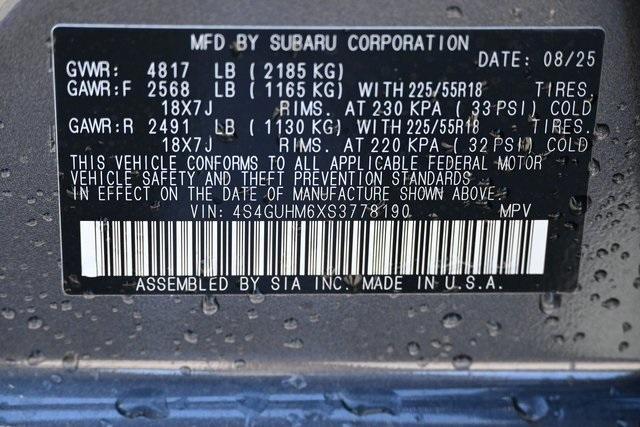 MFD BY SUBARU CORPORATION DATE: 08/25
GVWR: 4817 LB ( 2185 KG)
GAWR:F 2568 LB ( 1165 KG) WITH 225/55R18 TIRES,
18X7J RIMS, AT 230 KPA ( 33 PSI) COLD
GAWR:R 2491 LB ( 1130 KG) WITH 225/55R18 TIRES,
18X7J RIMS, AT 220 KPA ( 32 PSI) COLD
THIS VEHICLE CONFORMS TO ALL APPLICABLE FEDERAL MOTOR
VEHICLE SAFETY AND THEFT PREVENTION STANDARDS
IN EFFECT ON THE DATE OF MANUFACTURE SHOWN ABOVE.
VIN: 4S4GUHM6XS3778190 MPV
ASSEMBLED BY SIA INC. MADE IN U.S.A.